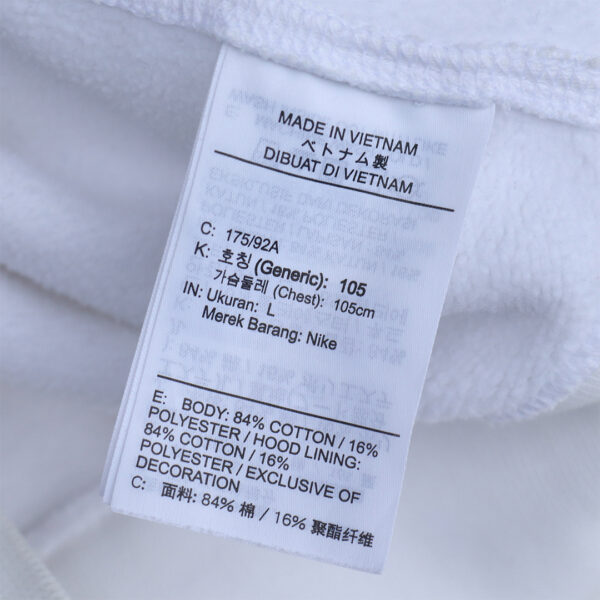 MADE IN VIETNAM
ベトナム製
DIBUAT DI VIETNAM
C: 175/92A
K: 호칭 (Generic): 105
가슴둘레 (Chest): 105cm
IN: Ukuran: L
Merek Barang: Nike
E: BODY: 84% COTTON / 16%
POLYESTER / HOOD LINING:
84% COTTON / 16%
POLYESTER / EXCLUSIVE OF
DECORATION
C: 面料: 84% 棉 / 16% 聚酯纤维